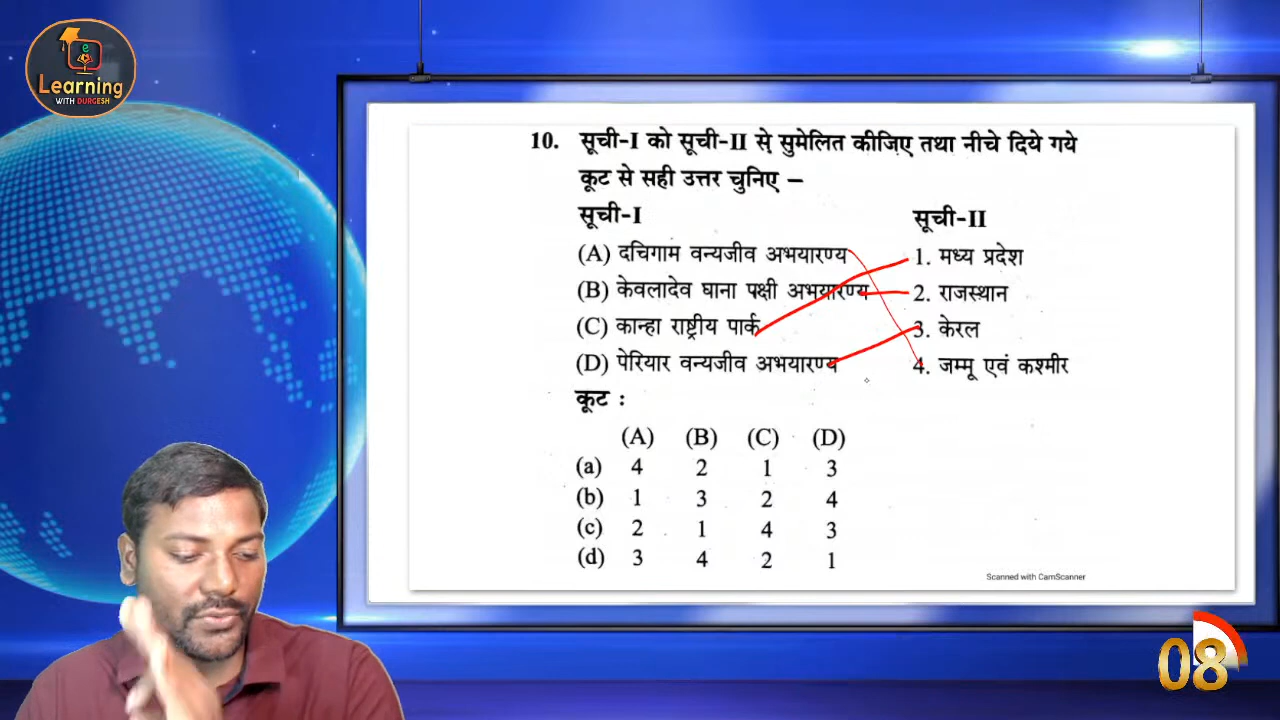 e
Learning
WITH DURGESH
10. सूची-I को सूची-II से सुमेलित कीजिए तथा नीचे दिये गये
कूट से सही उत्तर चुनिए –
सूची-I सूची-II
(A) दचिगाम वन्यजीव अभयारण्य 1. मध्य प्रदेश
(B) केवलादेव घाना पक्षी अभयारण्य 2. राजस्थान
(C) कान्हा राष्ट्रीय पार्क 3. केरल
(D) पेरियार वन्यजीव अभयारण्य 4. जम्मू एवं कश्मीर
कूट :
(A) (B) (C) (D)
(a) 4 2 1 3
(b) 1 3 2 4
(c) 2 1 4 3
(d) 3 4 2 1
Scanned with CamScanner
08